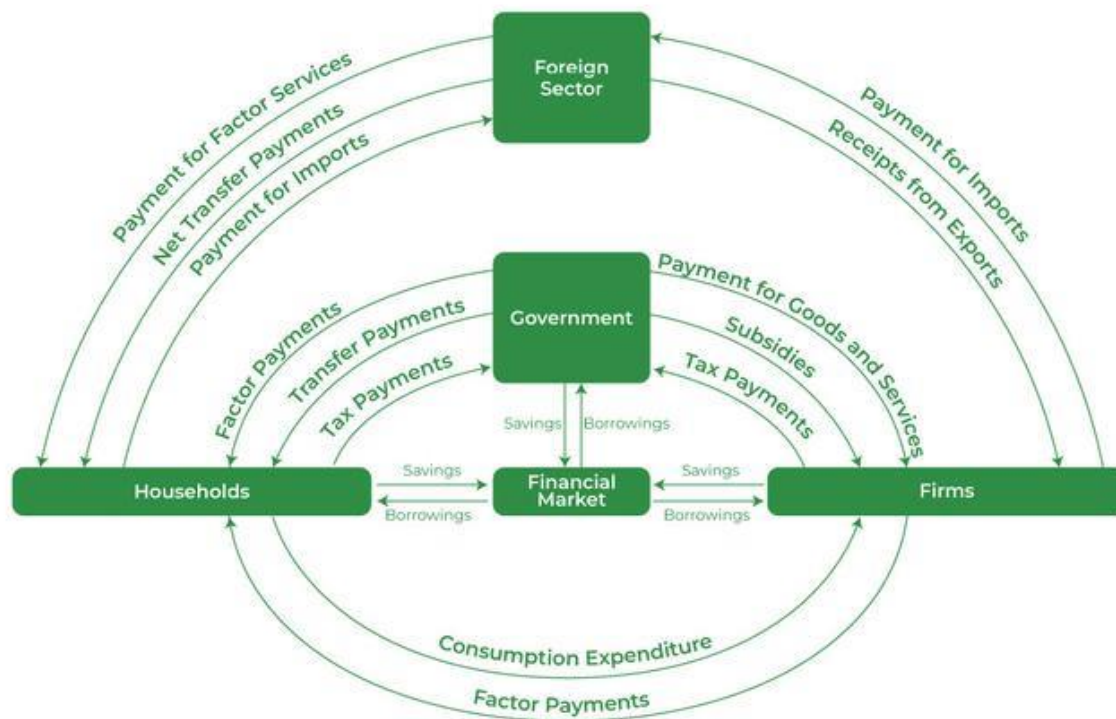 Foreign
Sector
Payment for Factor Services
Net Transfer Payments
Payment for Imports
Payment for Imports
Receipts from Exports
Government
Factor Payments
Transfer Payments
Tax Payments
Payment for Goods and Services
Subsidies
Tax Payments
Savings
Borrowings
Households
Savings
Borrowings
Financial
Market
Savings
Borrowings
Firms
Consumption Expenditure
Factor Payments